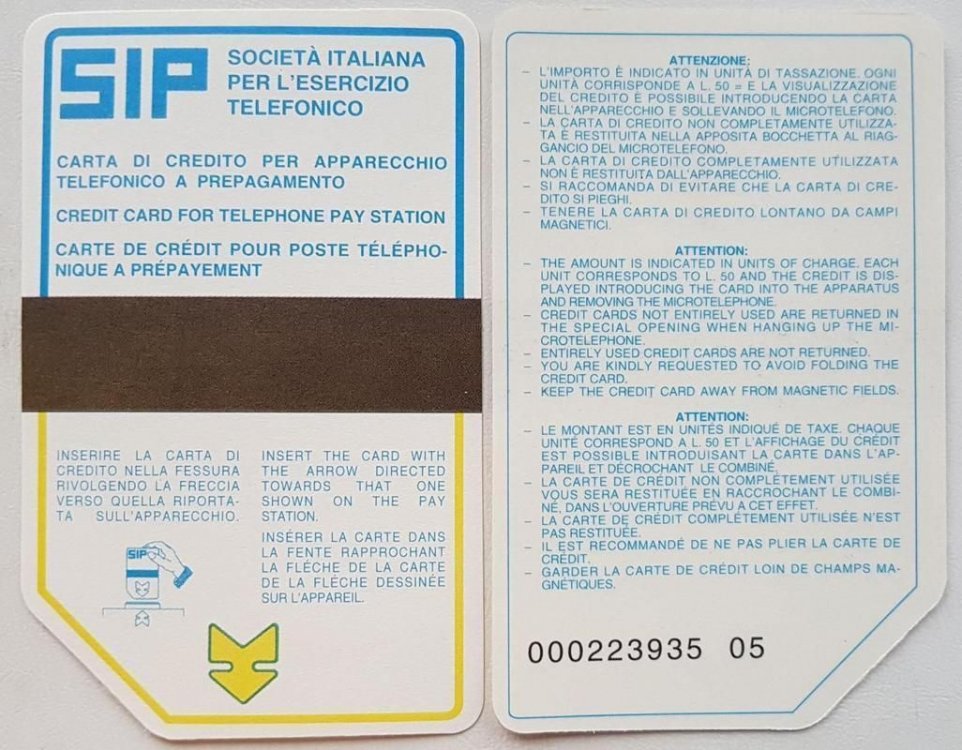 SIP
SOCIETÀ ITALIANA
PER L'ESERCIZIO
TELEFONICO
CARTA DI CREDITO PER APPARECCHIO
TELEFONICO A PREPAGAMENTO
CREDIT CARD FOR TELEPHONE PAY STATION
CARTE DE CRÉDIT POUR POSTE TÉLÉPHO-
NIQUE A PRÉPAYEMENT
INSERIRE LA CARTA DI
CREDITO NELLA FESSURA
RIVOLGENDO LA FRECCIA
VERSO QUELLA RIPORTA-
TA SULL'APPARECCHIO.
INSERT THE CARD WITH
THE ARROW DIRECTED
TOWARDS THAT ONE
SHOWN ON THE PAY
STATION.
INSÉRER LA CARTE DANS
LA FENTE RAPPROCHANT
LA FLÉCHE DE LA CARTE
DE LA FLÉCHE DESSINÉE
SUR L'APPAREIL.
SIP
ATTENZIONE:
– L'IMPORTO È INDICATO IN UNITÀ DI TASSAZIONE. OGNI
UNITÀ CORRISPONDE A L. 50 = E LA VISUALIZZAZIONE
DEL CREDITO È POSSIBILE INTRODUCENDO LA CARTA
NELL'APPARECCHIO E SOLLEVANDO IL MICROTELEFONO.
– LA CARTA DI CREDITO NON COMPLETAMENTE UTILIZZA-
TA È RESTITUITA NELLA APPOSITA BOCCHETTA AL RIAG-
GANCIO DEL MICROTELEFONO.
– LA CARTA DI CREDITO COMPLETAMENTE UTILIZZATA
NON È RESTITUITA DALL'APPARECCHIO.
– SI RACCOMANDA DI EVITARE CHE LA CARTA DI CRE-
DITO SI PIEGHI.
– TENERE LA CARTA DI CREDITO LONTANO DA CAMPI
MAGNETICI.
ATTENTION:
– THE AMOUNT IS INDICATED IN UNITS OF CHARGE. EACH
UNIT CORRESPONDS TO L. 50 AND THE CREDIT IS DIS-
PLAYED INTRODUCING THE CARD INTO THE APPARATUS
AND REMOVING THE MICROTELEPHONE.
– CREDIT CARDS NOT ENTIRELY USED ARE RETURNED IN
THE SPECIAL OPENING WHEN HANGING UP THE MI-
CROTELEPHONE.
– ENTIRELY USED CREDIT CARDS ARE NOT RETURNED.
– YOU ARE KINDLY REQUESTED TO AVOID FOLDING THE
CREDIT CARD.
– KEEP THE CREDIT CARD AWAY FROM MAGNETIC FIELDS.
ATTENTION:
– LE MONTANT EST EN UNITÉS INDIQUÉ DE TAXE. CHAQUE
UNITÉ CORRESPOND A L. 50 ET L'AFFICHAGE DU CRÉDIT
EST POSSIBLE INTRODUISANT LA CARTE DANS L'AP-
PAREIL ET DÉCROCHANT LE COMBINÉ.
– LA CARTE DE CRÉDIT NON COMPLÉTEMENT UTILISÉE
VOUS SERA RESTITUÉE EN RACCROCHANT LE COMBI-
NÉ, DANS L'OUVERTURE PRÉVU A CET EFFET.
– LA CARTE DE CRÉDIT COMPLÉTEMENT UTILISÉE N'EST
PAS RESTITUÉE.
– IL EST RECOMMANDÉ DE NE PAS PLIER LA CARTE DE
CRÉDIT.
– GARDER LA CARTE DE CRÉDIT LOIN DE CHAMPS MA-
GNÉTIQUES.
000223935 05